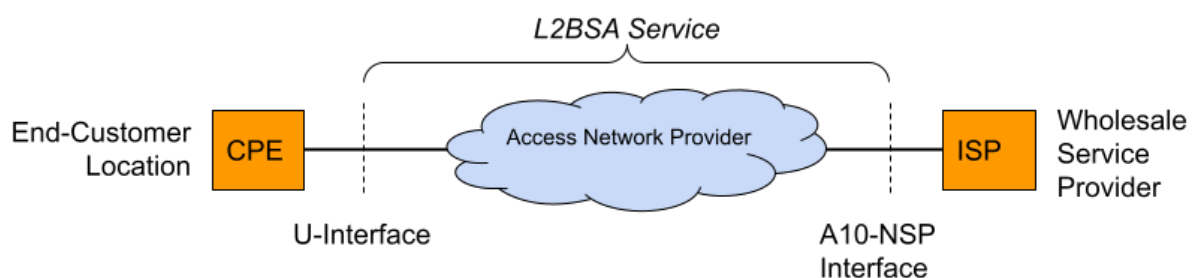 L2BSA Service
End-Customer
Location
CPE
Access Network Provider
ISP
Wholesale
Service
Provider
U-Interface
A10-NSP
Interface